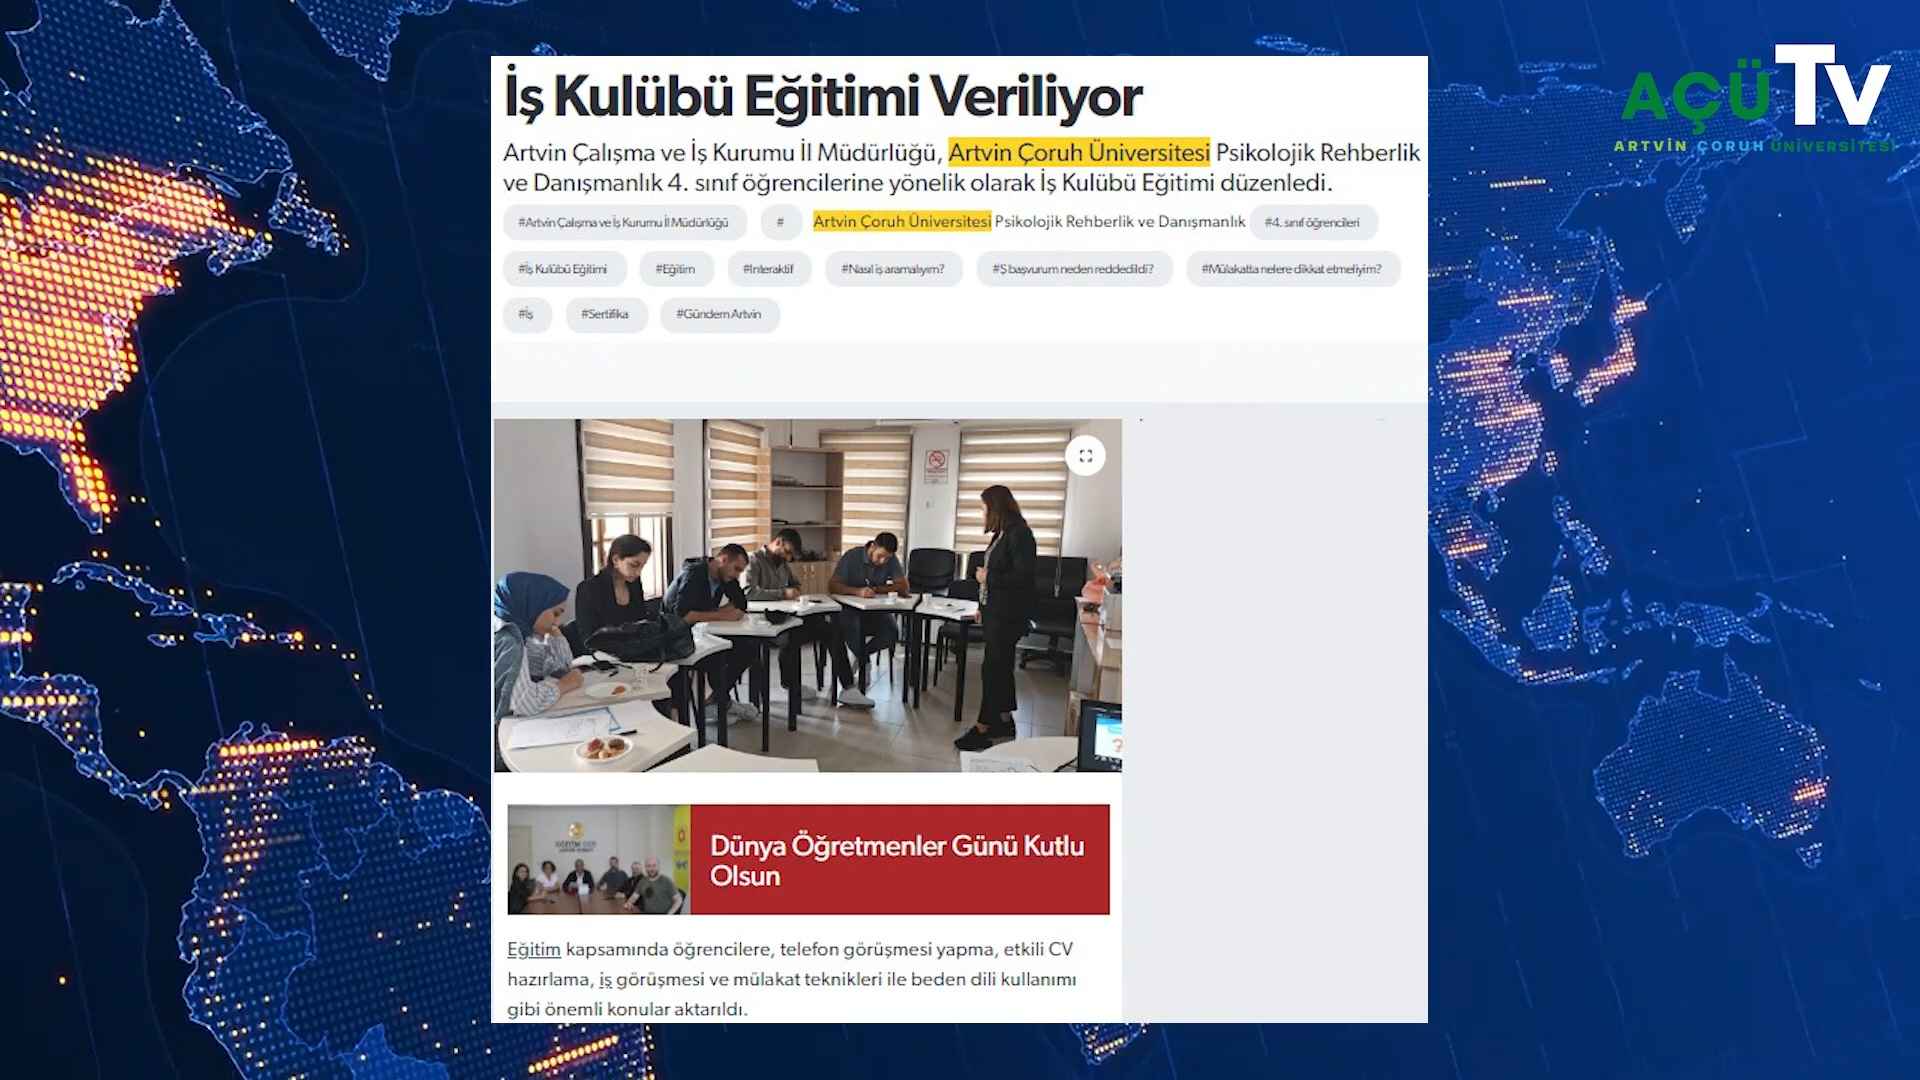 İş Kulübü Eğitimi Veriliyor
Artvin Çalışma ve İş Kurumu İl Müdürlüğü, Artvin Çoruh Üniversitesi Psikolojik Rehberlik
ve Danışmanlık 4. sınıf öğrencilerine yönelik olarak İş Kulübü Eğitimi düzenledi.
#Artvin Çalışma ve İş Kurumu İl Müdürlüğü # Artvin Çoruh Üniversitesi Psikolojik Rehberlik ve Danışmanlık #4. sınıf öğrencileri
#İş Kulübü Eğitimi #Eğitim #Interaktif #Nasıl iş aramalıyım? #Ş başvurum neden reddedildi? #Mülakatta nelere dikkat etmeliyim?
#İş #Sertifika #Gündem Artvin
AÇÜ TV
ARTVİN ÇORUH ÜNİVERSİTESİ
Dünya Öğretmenler Günü Kutlu
Olsun
Eğitim kapsamında öğrencilere, telefon görüşmesi yapma, etkili CV
hazırlama, iş görüşmesi ve mülakat teknikleri ile beden dili kullanımı
gibi önemli konular aktarıldı.